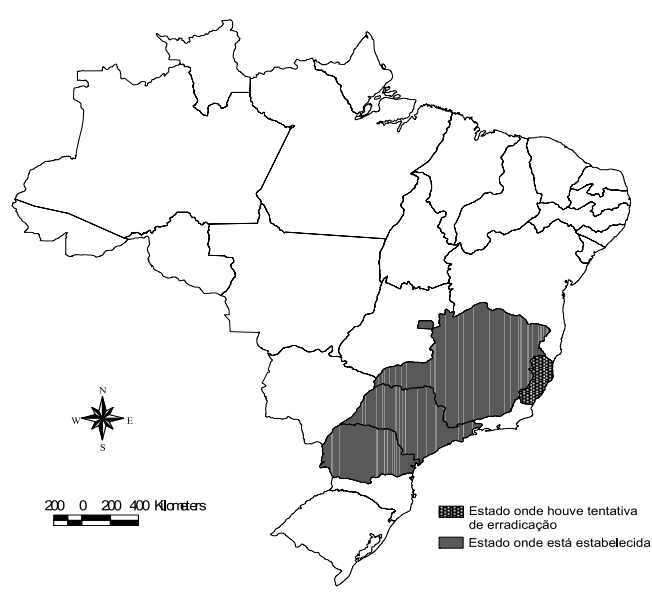 N
W E
S
200 0 200 400 Kilometers
Estado onde houve tentativa
de erradicação
Estado onde está estabelecida